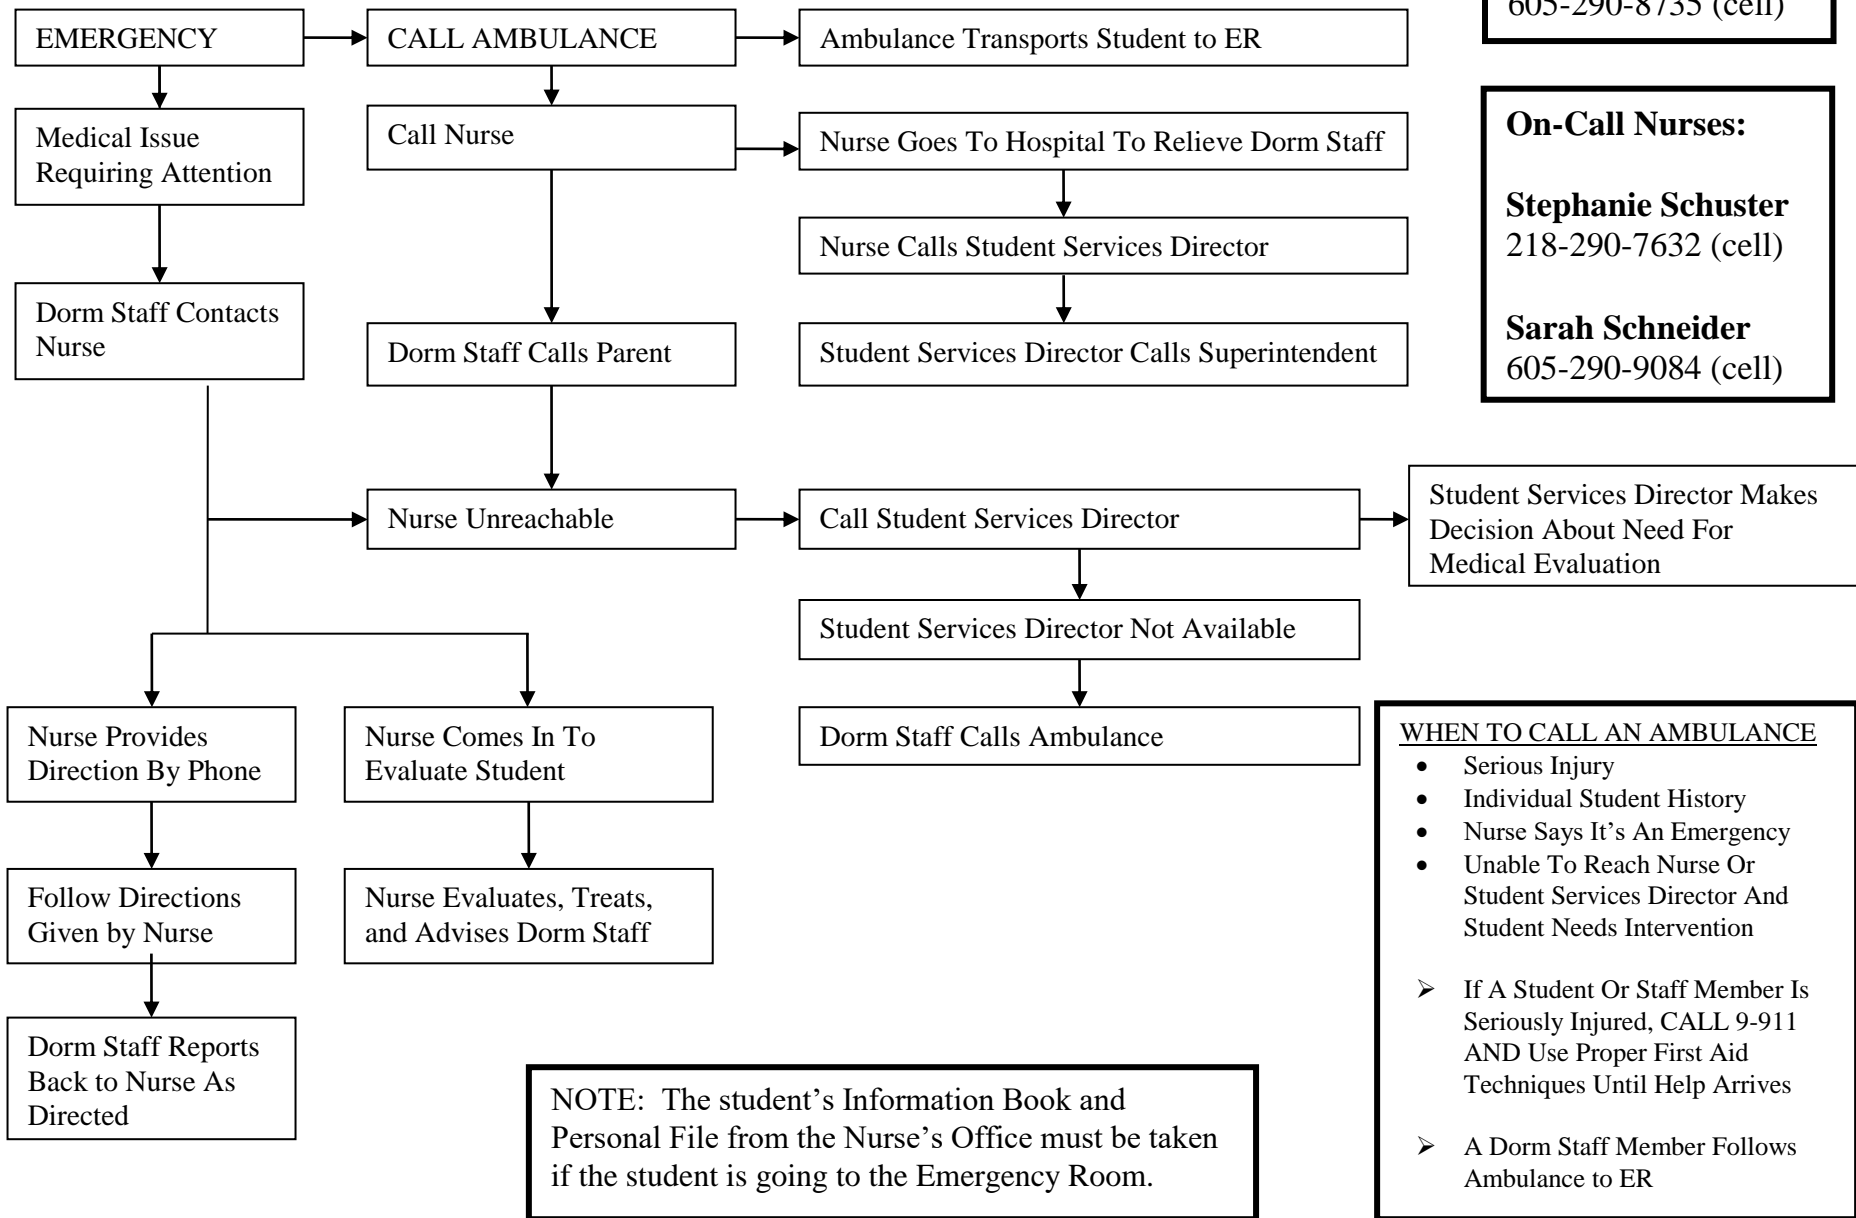 605-290-8735 (cell)
EMERGENCY
CALL AMBULANCE
Ambulance Transports Student to ER
Medical Issue
Requiring Attention
Call Nurse
Nurse Goes To Hospital To Relieve Dorm Staff
On-Call Nurses:
Stephanie Schuster
218-290-7632 (cell)
Sarah Schneider
605-290-9084 (cell)
Nurse Calls Student Services Director
Dorm Staff Contacts
Nurse
Dorm Staff Calls Parent
Student Services Director Calls Superintendent
Nurse Unreachable
Call Student Services Director
Student Services Director Makes
Decision About Need For
Medical Evaluation
Student Services Director Not Available
Dorm Staff Calls Ambulance
Nurse Provides
Direction By Phone
Nurse Comes In To
Evaluate Student
Follow Directions
Given by Nurse
Nurse Evaluates, Treats,
and Advises Dorm Staff
Dorm Staff Reports
Back to Nurse As
Directed
WHEN TO CALL AN AMBULANCE
• Serious Injury
• Individual Student History
• Nurse Says It’s An Emergency
• Unable To Reach Nurse Or
Student Services Director And
Student Needs Intervention
➢ If A Student Or Staff Member Is
Seriously Injured, CALL 9-911
AND Use Proper First Aid
Techniques Until Help Arrives
➢ A Dorm Staff Member Follows
Ambulance to ER
NOTE:  The student’s Information Book and
Personal File from the Nurse’s Office must be taken
if the student is going to the Emergency Room.